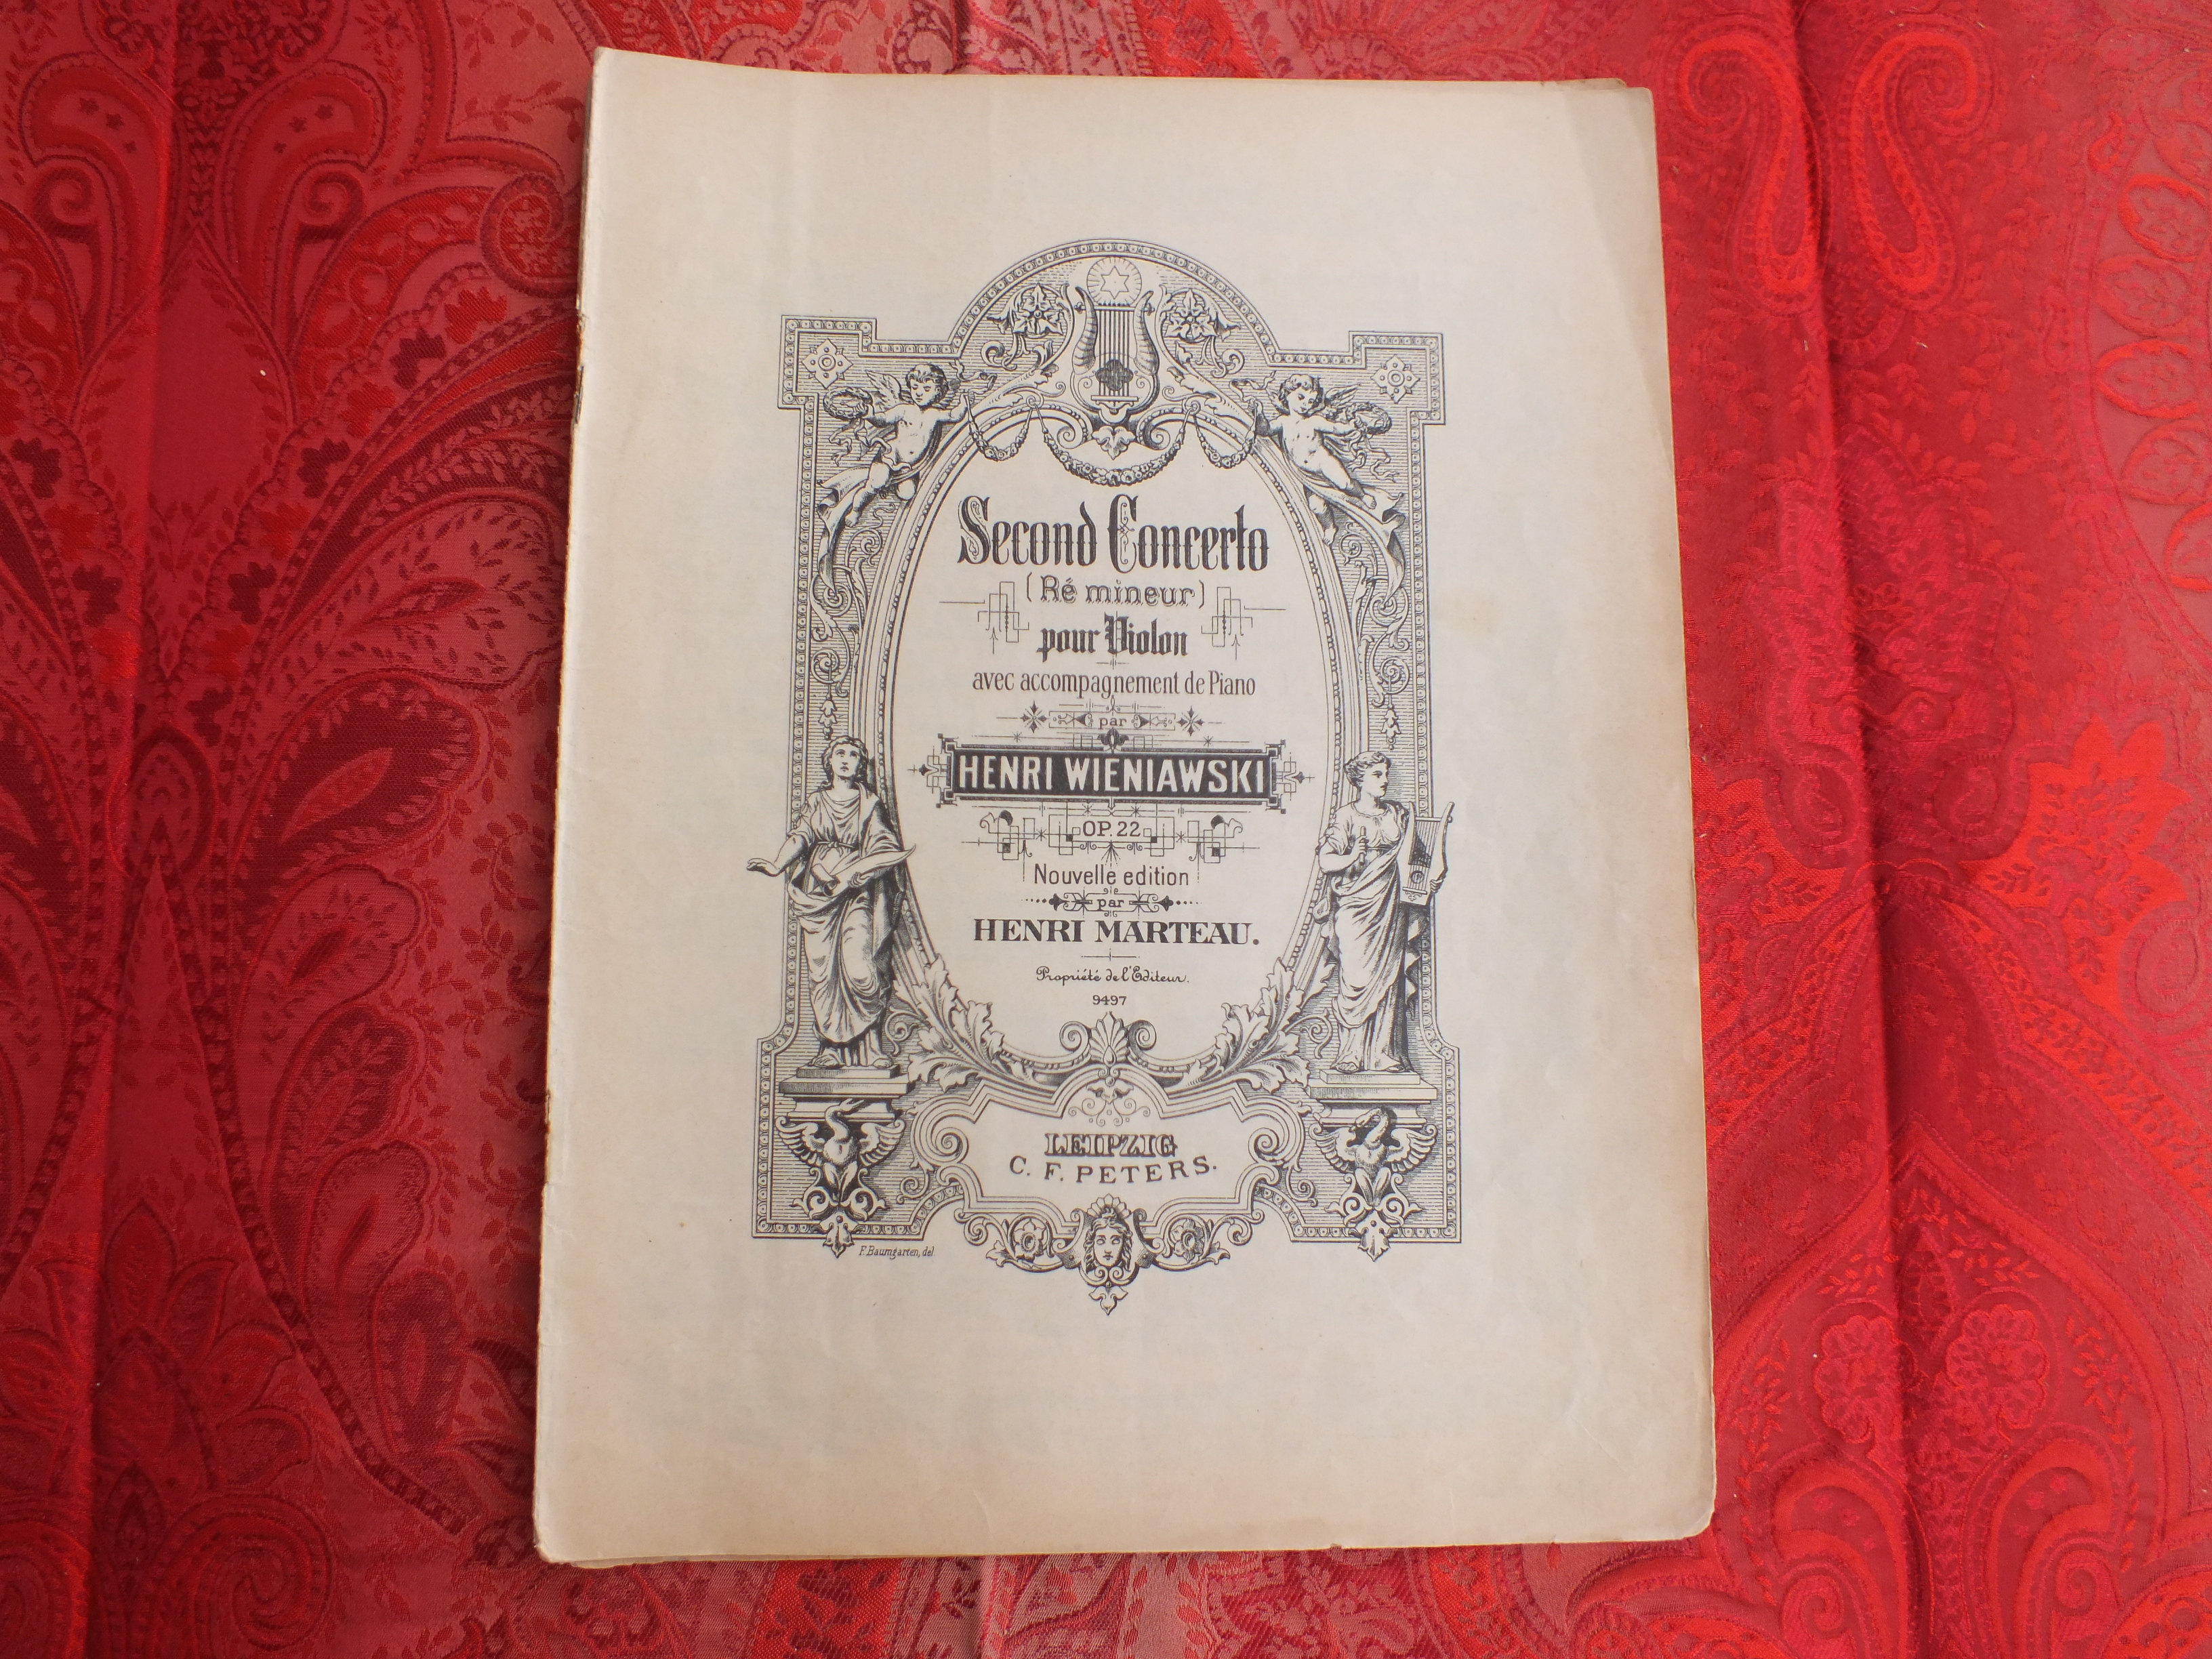 Second Concerto
(Ré mineur)
pour Violon
avec accompagnement de Piano
par
HENRI WIENIAWSKI
OP. 22
Nouvelle edition
par
HENRI MARTEAU.
Propriété de l'Editeur.
9497
LEIPZIG
C. F. PETERS.
F. Baumgarten, del